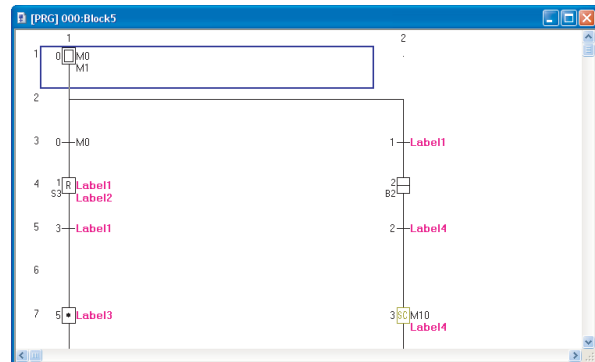 [PRG] 000:Block5
1 2
1 0 M0
M1
2
3 0 M0 1 Label1
4 1 R Label1 2
S3 Label2 B2
5 3 Label1 2 Label4
6
7 5 * Label3 3 SC M10
Label4